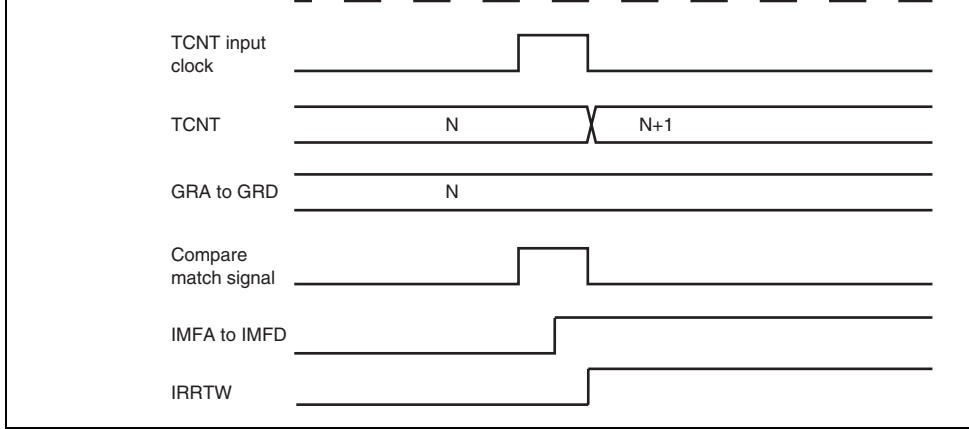 TCNT input
clock
TCNT
N
N+1
GRA to GRD
N
Compare
match signal
IMFA to IMFD
IRRTW